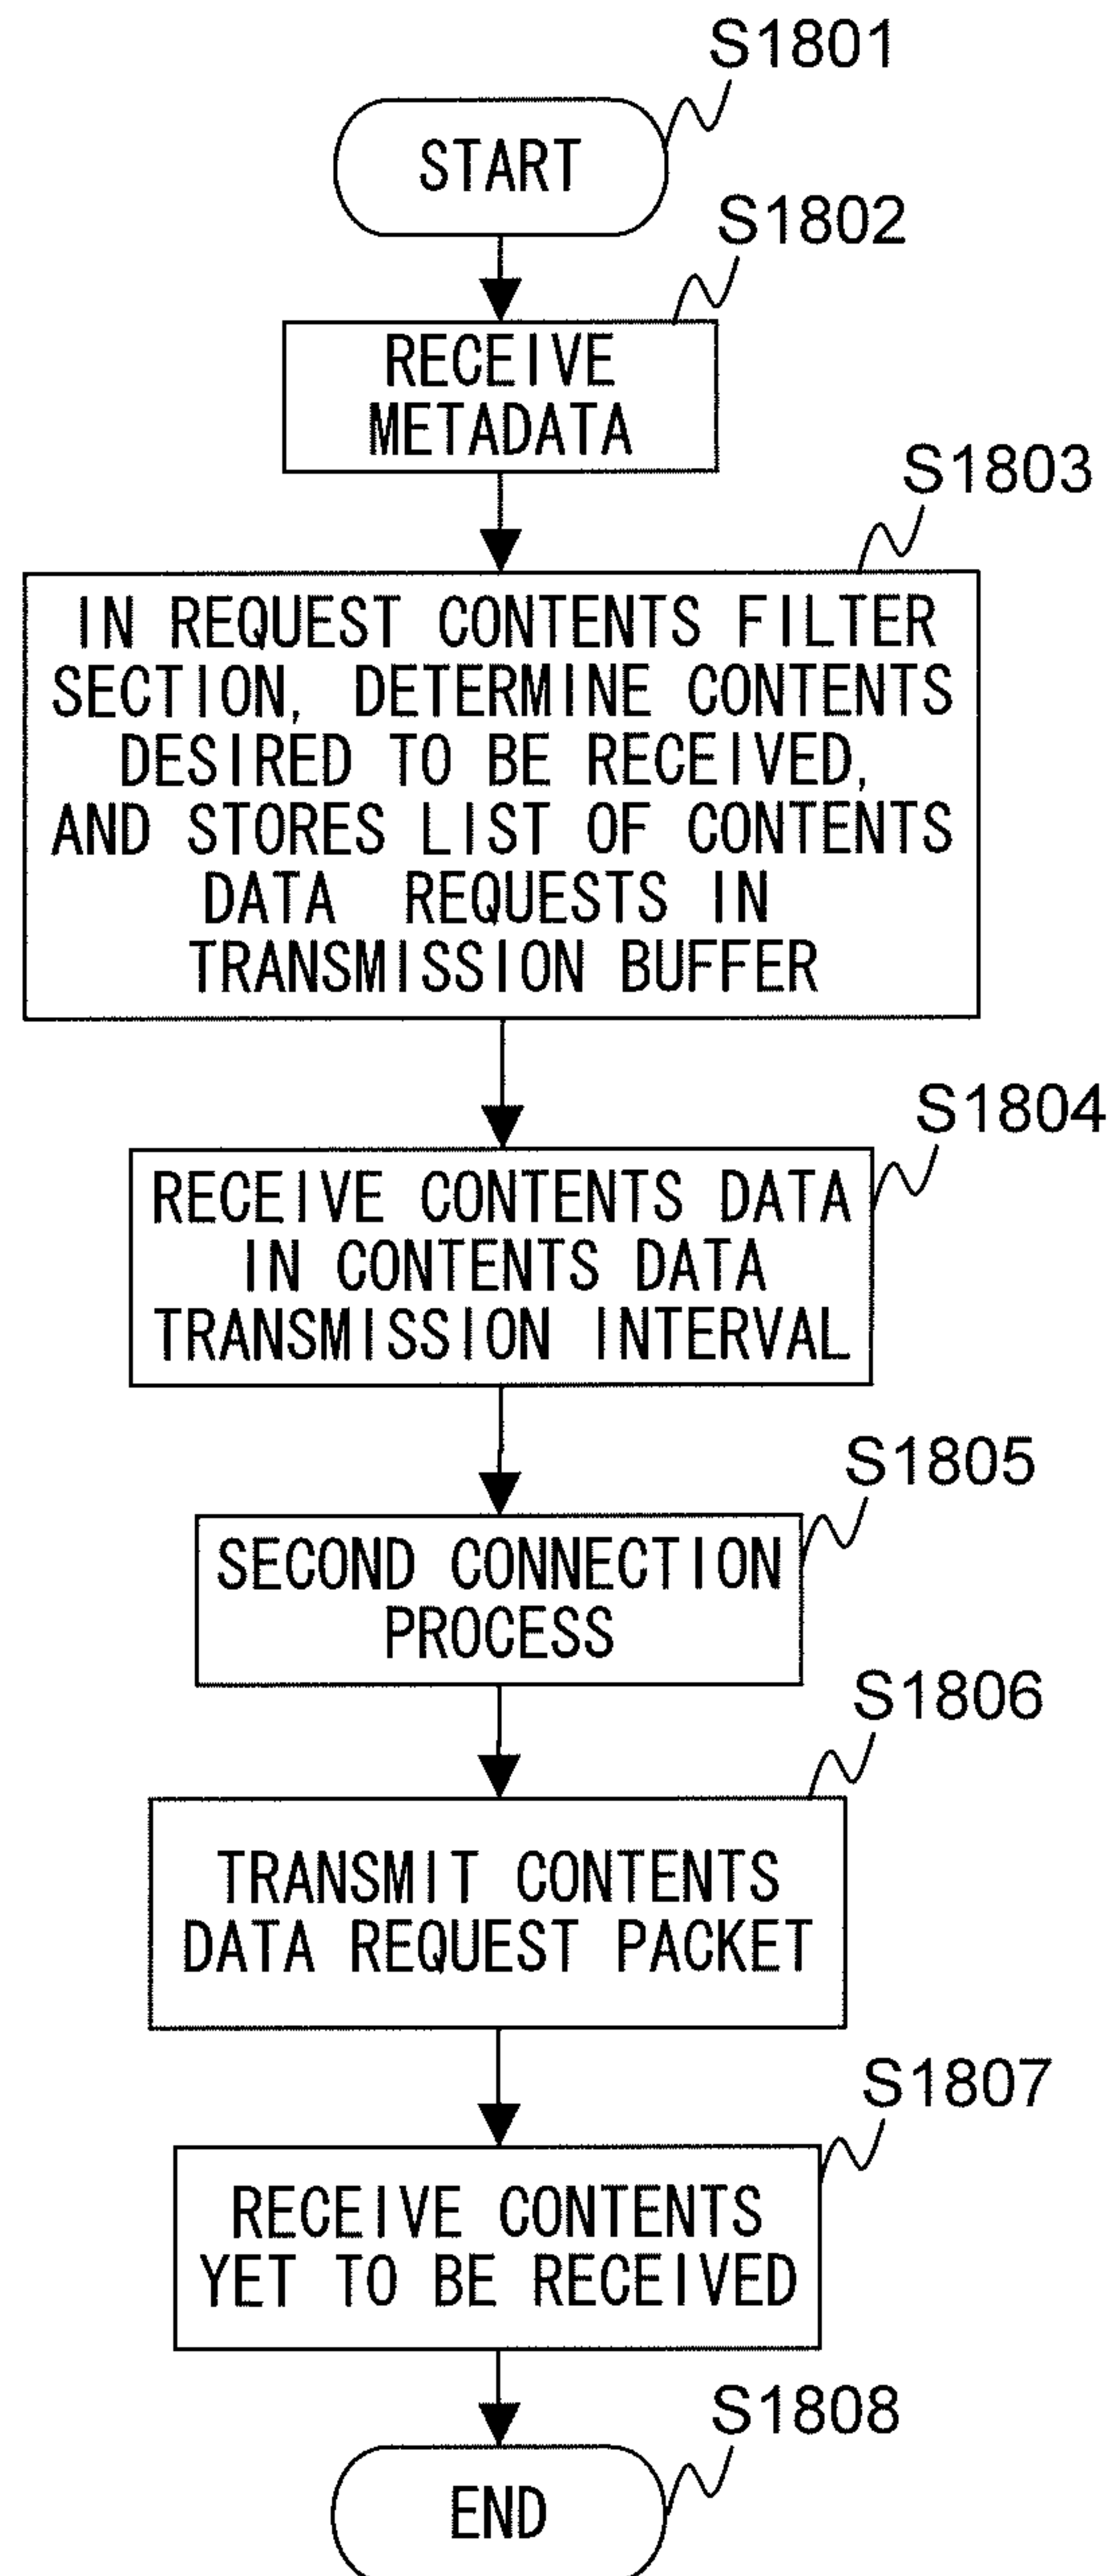 S1801
START
S1802
RECEIVE
METADATA
S1803
IN REQUEST CONTENTS FILTER
SECTION, DETERMINE CONTENTS
DESIRED TO BE RECEIVED,
AND STORES LIST OF CONTENTS
DATA REQUESTS IN
TRANSMISSION BUFFER
S1804
RECEIVE CONTENTS DATA
IN CONTENTS DATA
TRANSMISSION INTERVAL
S1805
SECOND CONNECTION
PROCESS
S1806
TRANSMIT CONTENTS
DATA REQUEST PACKET
S1807
RECEIVE CONTENTS
YET TO BE RECEIVED
S1808
END